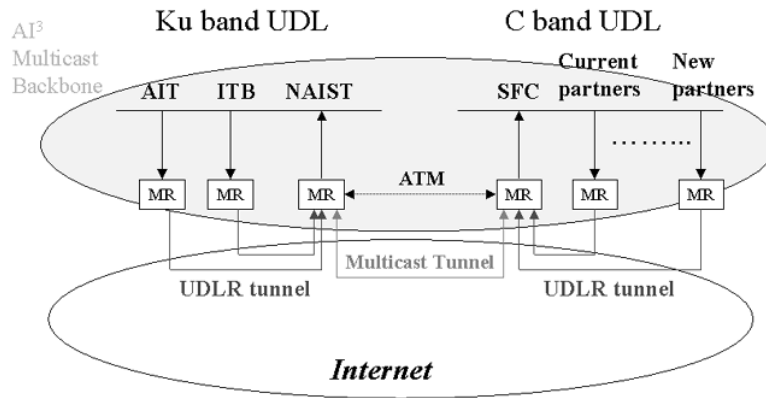 Ku band UDL
C band UDL
AI³
Multicast
Backbone
AIT
ITB
NAIST
SFC
Current
partners
New
partners
.........
MR
MR
MR
ATM
MR
MR
MR
Multicast Tunnel
UDLR tunnel
UDLR tunnel
Internet